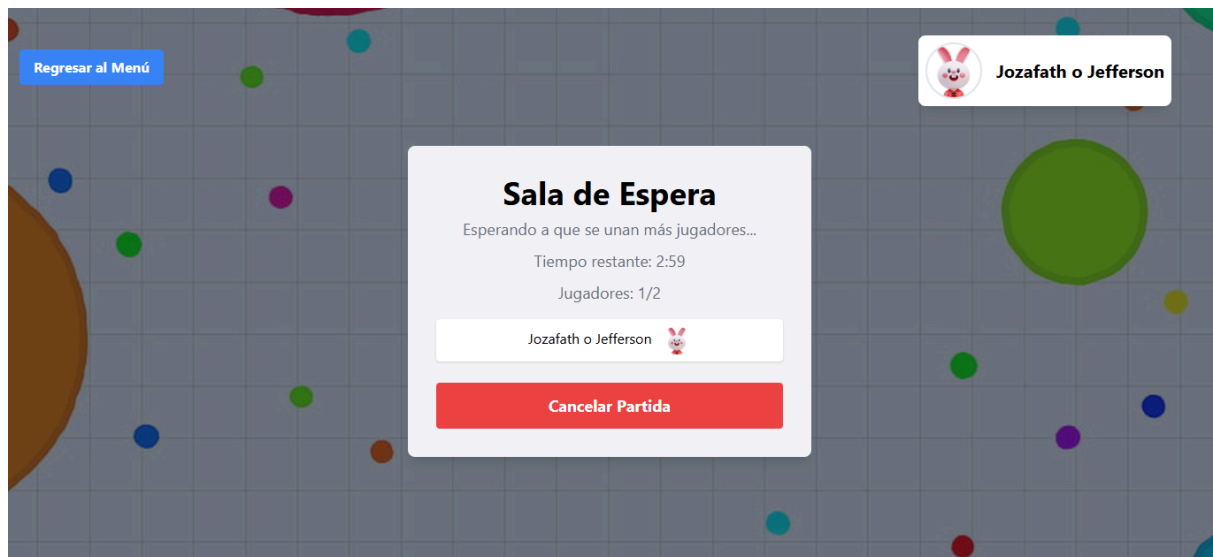 Regresar al Menú
Jozafath o Jefferson
Sala de Espera
Esperando a que se unan más jugadores...
Tiempo restante: 2:59
Jugadores: 1/2
Jozafath o Jefferson
Cancelar Partida